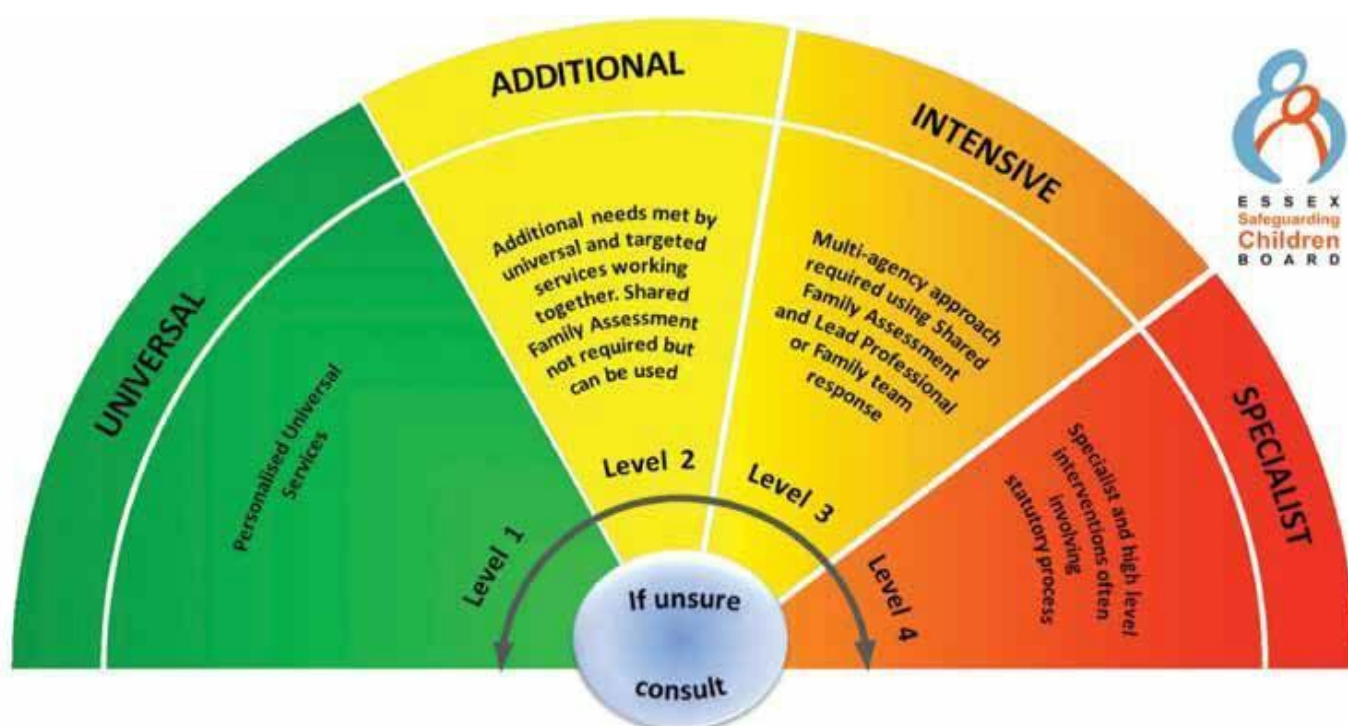 UNIVERSAL
Personalised Universal
Services
Level 1
ADDITIONAL
Additional needs met by
universal and targeted
services working
together. Shared
Family Assessment
not required but
can be used
Level 2
INTENSIVE
Multi-agency approach
required using Shared
Family Assessment
and Lead Professional
or Family team
response
Level 3
SPECIALIST
Specialist and high level
interventions often
involving
statutory process
Level 4
If unsure
consult
ESSEX
Safeguarding
Children
BOARD